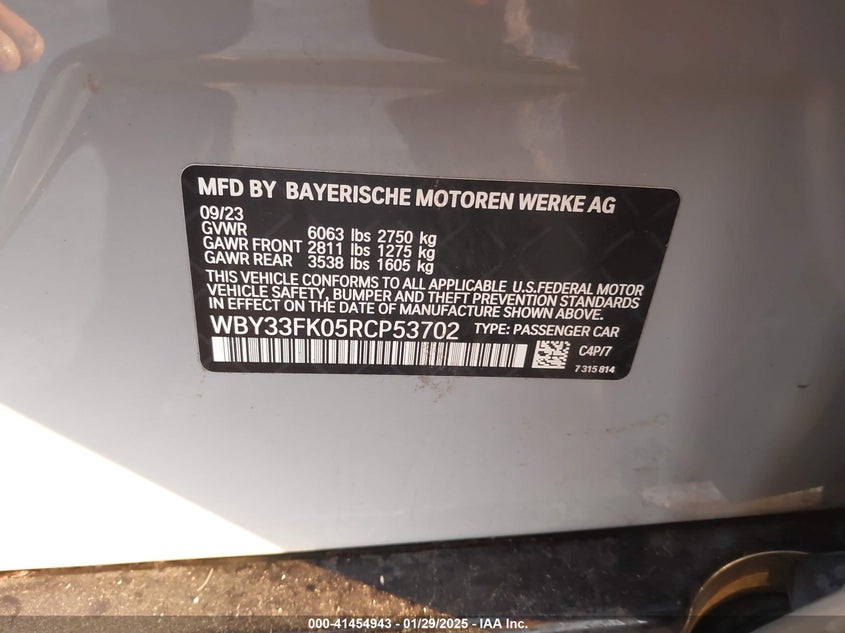 MFD BY BAYERISCHE MOTOREN WERKE AG
09/23
GVWR 6063 lbs 2750 kg
GAWR FRONT 2811 lbs 1275 kg
GAWR REAR 3538 lbs 1605 kg
THIS VEHICLE CONFORMS TO ALL APPLICABLE U.S.FEDERAL MOTOR
VEHICLE SAFETY, BUMPER AND THEFT PREVENTION STANDARDS
IN EFFECT ON THE DATE OF MANUFACTURE SHOWN ABOVE.
WBY33FK05RCP53702 TYPE: PASSENGER CAR
C4P/7
7 315 814
000-41454943 | 01/29/2025 | © IAA Inc.